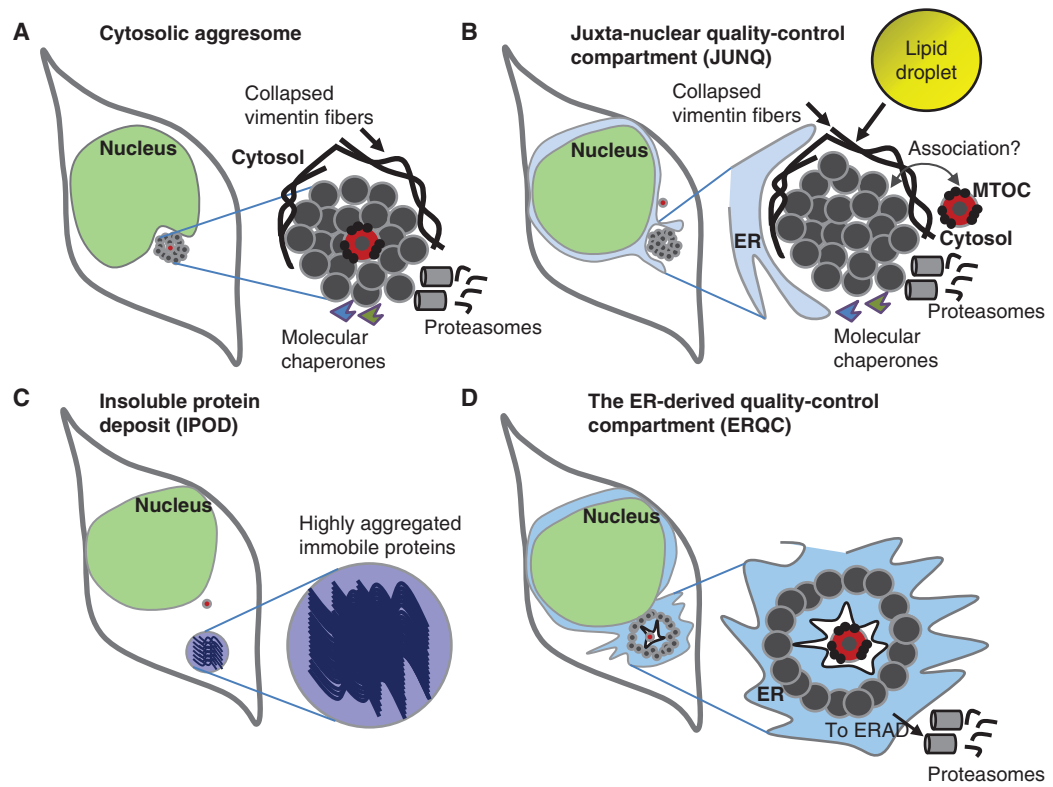 A
Cytosolic aggresome
Collapsed
vimentin fibers
Nucleus
Cytosol
Proteasomes
Molecular
chaperones
B
Juxta-nuclear quality-control
compartment (JUNQ)
Lipid
droplet
Collapsed
vimentin fibers
Nucleus
Association?
MTOC
ER
Cytosol
Proteasomes
Molecular
chaperones
C
Insoluble protein
deposit (IPOD)
Nucleus
Highly aggregated
immobile proteins
D
The ER-derived quality-control
compartment (ERQC)
Nucleus
ER
To ERAD
Proteasomes